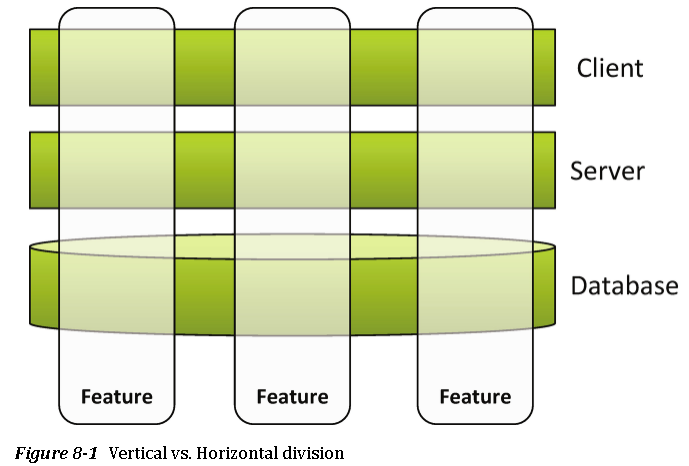 Client
Server
Database
Feature Feature Feature
Figure 8-1 Vertical vs. Horizontal division